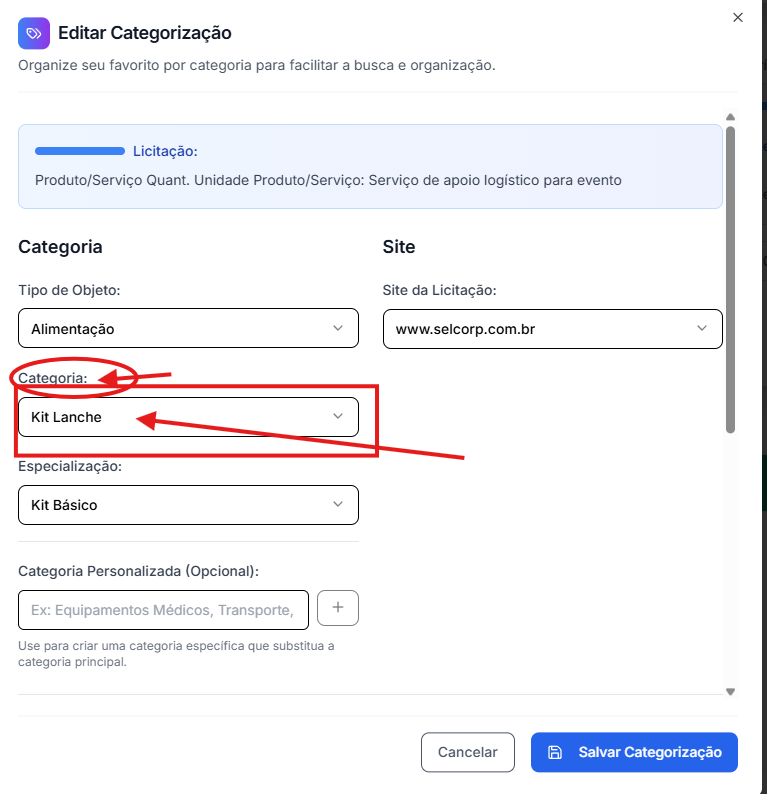 Editar Categorização
Organize seu favorito por categoria para facilitar a busca e organização.
Licitação:
Produto/Serviço Quant. Unidade Produto/Serviço: Serviço de apoio logístico para evento
Categoria
Tipo de Objeto:
Alimentação
Categoria:
Kit Lanche
Especialização:
Kit Básico
Categoria Personalizada (Opcional):
Ex: Equipamentos Médicos, Transporte,
Use para criar uma categoria específica que substitua a
categoria principal.
Site
Site da Licitação:
www.selcorp.com.br
Cancelar
Salvar Categorização